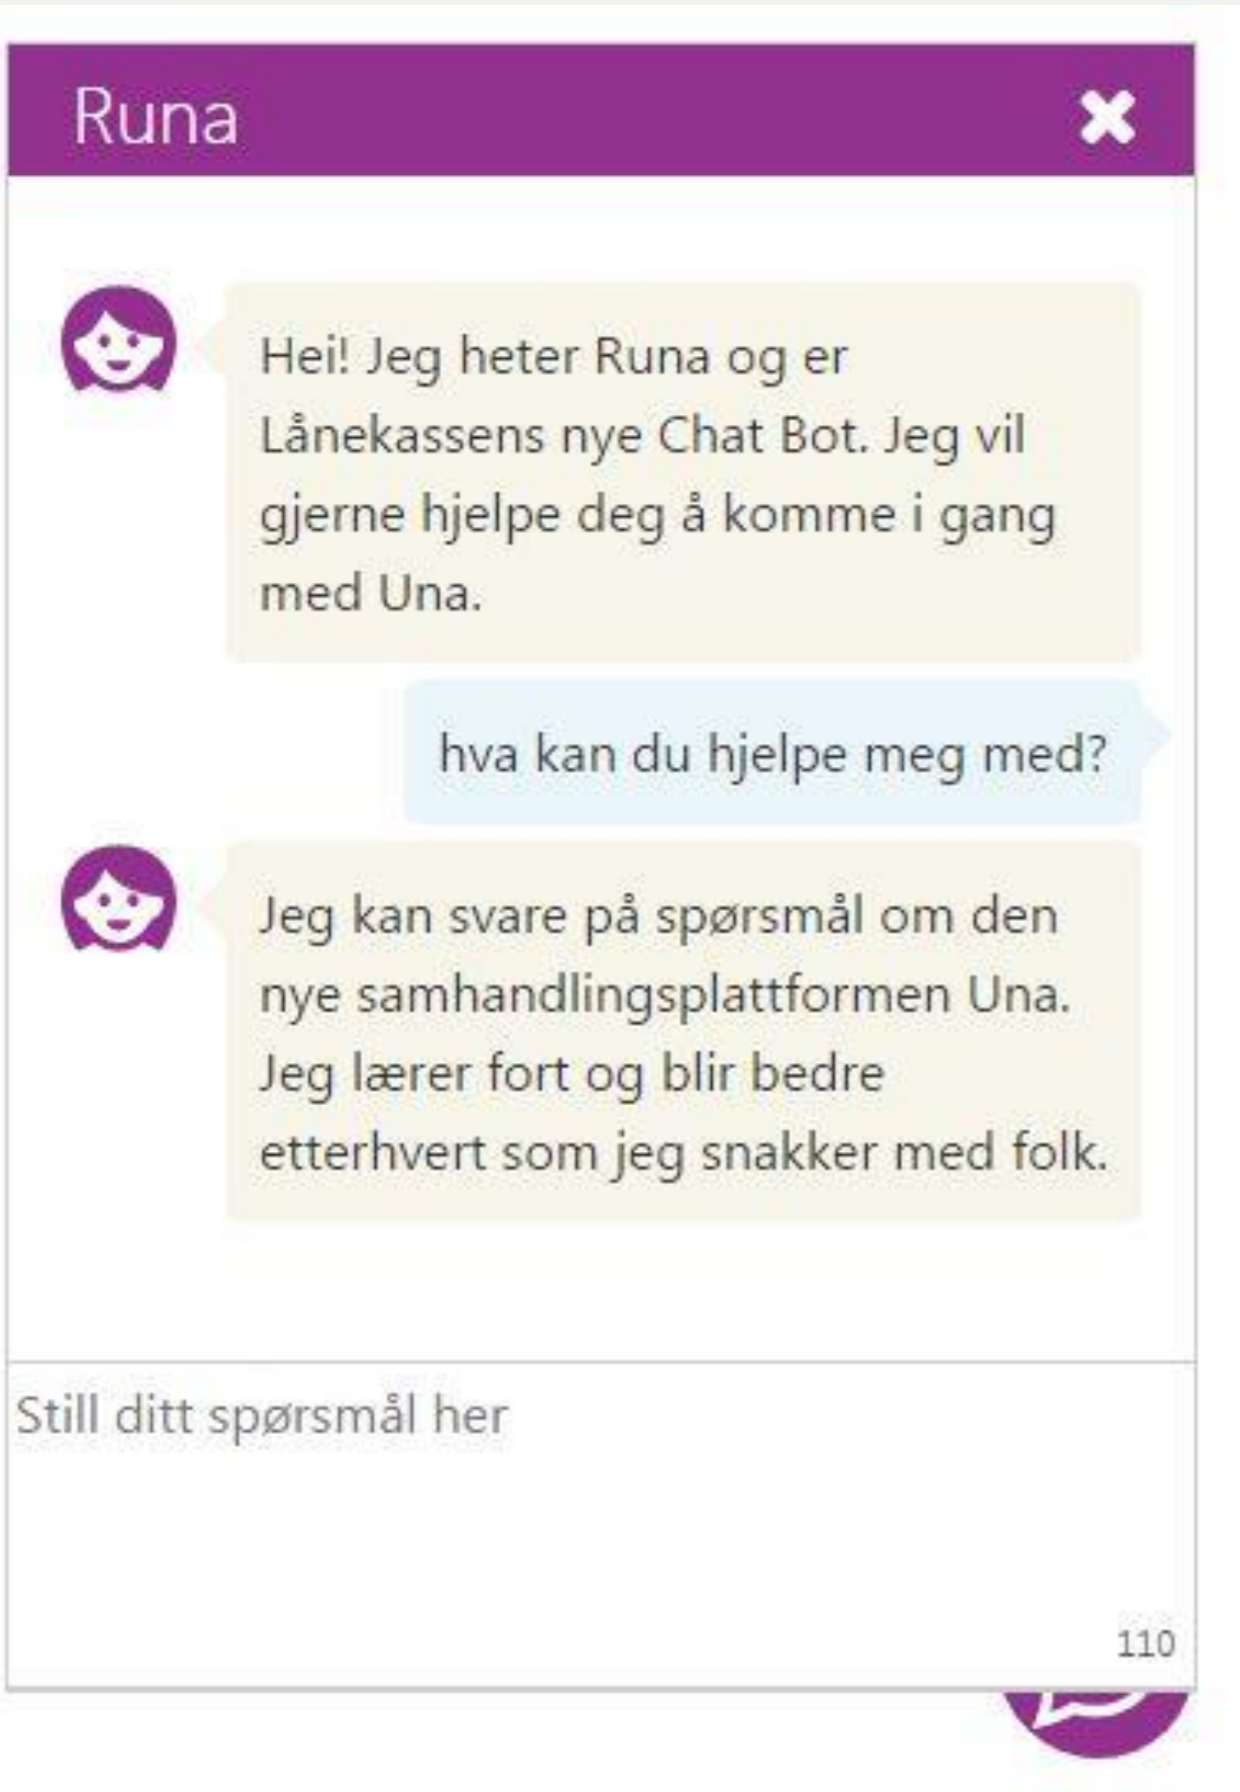 Runa
Hei! Jeg heter Runa og er
Lånekassens nye Chat Bot. Jeg vil
gjerne hjelpe deg å komme i gang
med Una.
hva kan du hjelpe meg med?
Jeg kan svare på spørsmål om den
nye samhandlingsplattformen Una.
Jeg lærer fort og blir bedre
etterhvert som jeg snakker med folk.
Still ditt spørsmål her
110